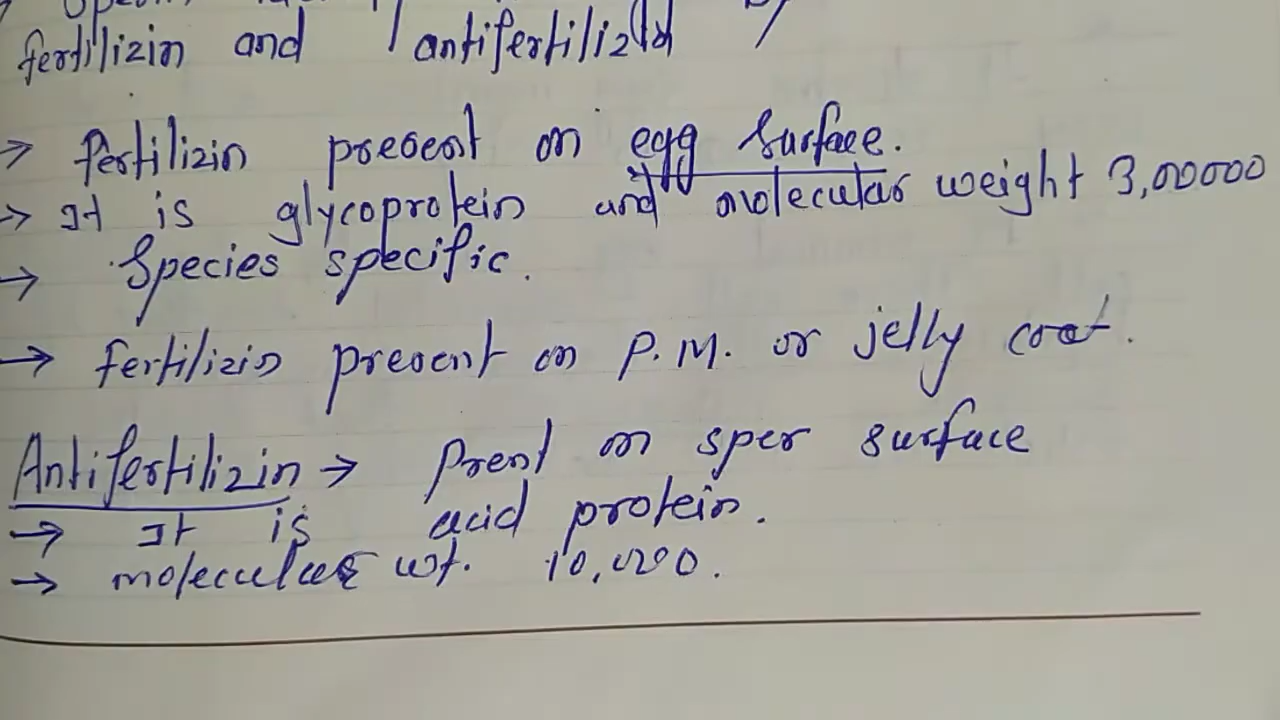 fertilizin and antifertilizin
→ fertilizin present on egg surface.
→ It is glycoprotein and molecular weight 3,00000
→ Species specific.
→ fertilizin present on P.M. or jelly coat.
Antifertilizin → Prent on sper surface
→ It is acid protein.
→ molecular wt. 10,000.